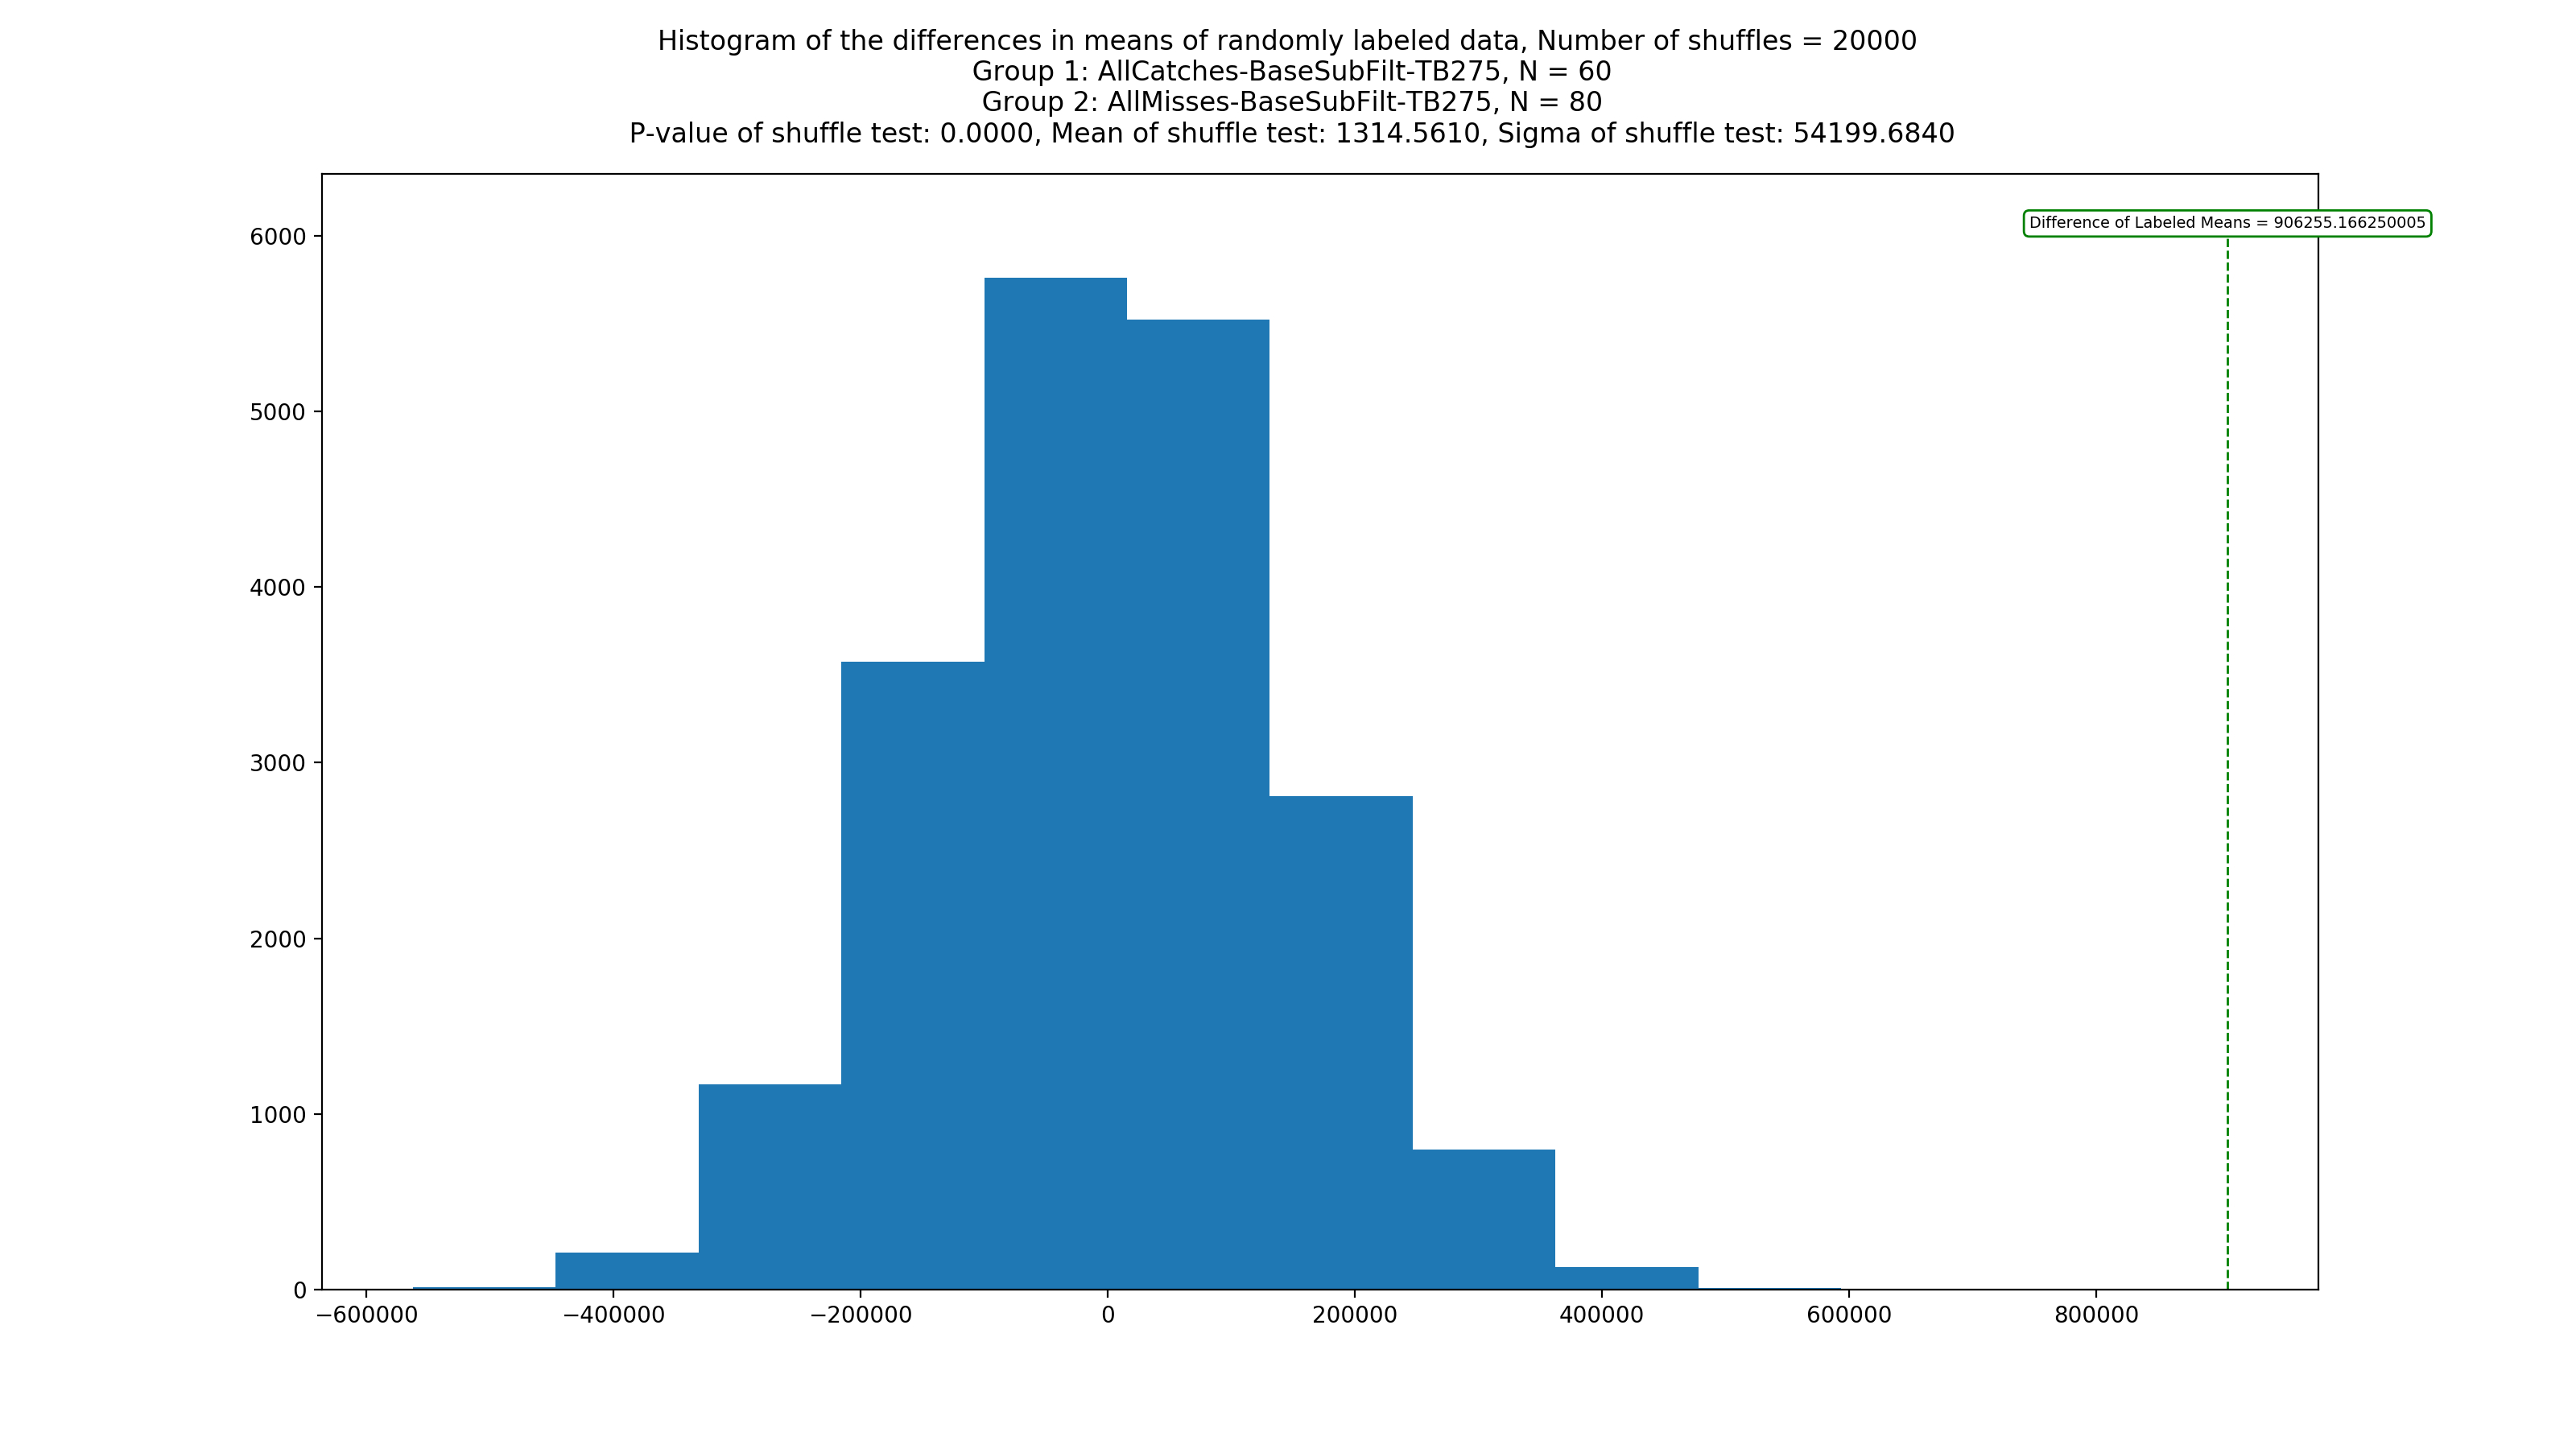 Histogram of the differences in means of randomly labeled data, Number of shuffles = 20000
Group 1: AllCatches-BaseSubFilt-TB275, N = 60
Group 2: AllMisses-BaseSubFilt-TB275, N = 80
P-value of shuffle test: 0.0000, Mean of shuffle test: 1314.5610, Sigma of shuffle test: 54199.6840
Difference of Labeled Means = 906255.166250005
6000
5000
4000
3000
2000
1000
0
−600000 −400000 −200000 0 200000 400000 600000 800000